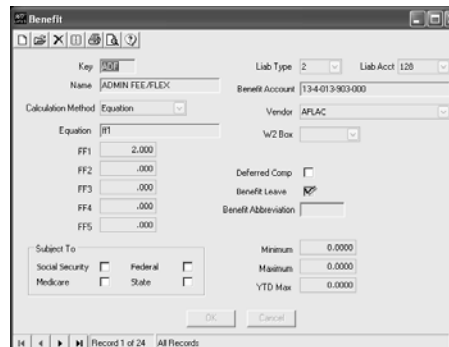 Benefit
Key ADF Liab Type 2 Liab Acct 128
Name ADMIN FEE/FLEX Benefit Account 13-4-013-903-000
Calculation Method Equation Vendor AFLAC
Equation ff1 W2 Box
FF1 2.000
FF2 .000 Deferred Comp
FF3 .000 Benefit Leave
FF4 .000 Benefit Abbreviation
FF5 .000
Subject To Minimum 0.0000
Social Security Federal Maximum 0.0000
Medicare State YTD Max 0.0000
OK Cancel
Record 1 of 24 All Records